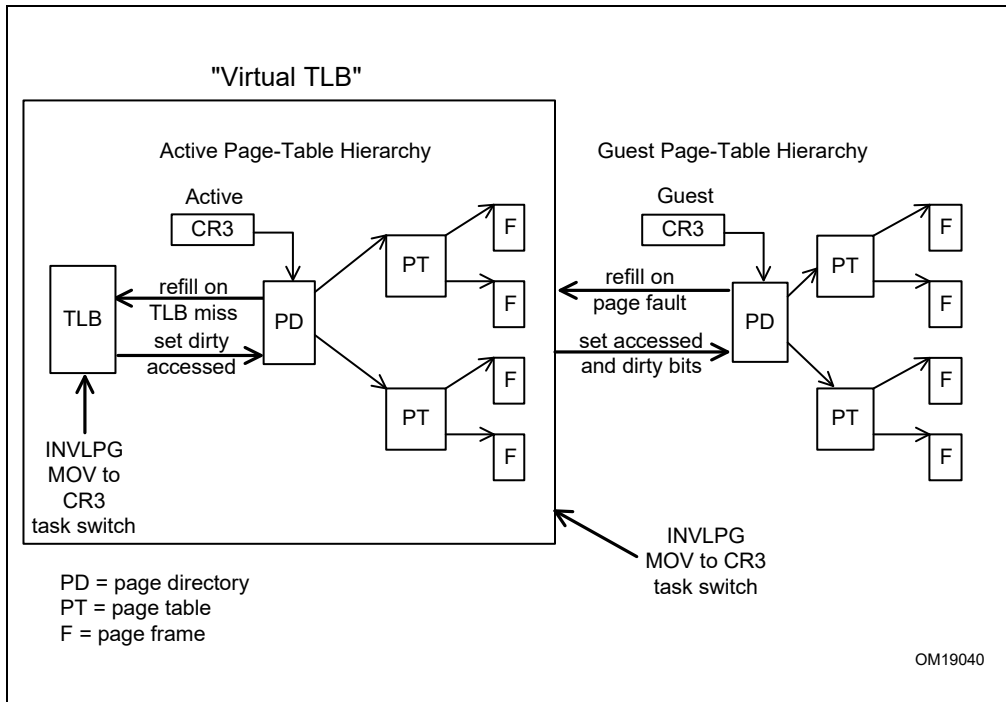 "Virtual TLB"
Active Page-Table Hierarchy
Guest Page-Table Hierarchy
Active
CR3
TLB
refill on
TLB miss
set dirty
accessed
PD
PT
F
F
PT
F
F
INVLPG
MOV to
CR3
task switch
refill on
page fault
set accessed
and dirty bits
Guest
CR3
PD
PT
F
F
PT
F
F
INVLPG
MOV to CR3
task switch
PD = page directory
PT = page table
F = page frame
OM19040